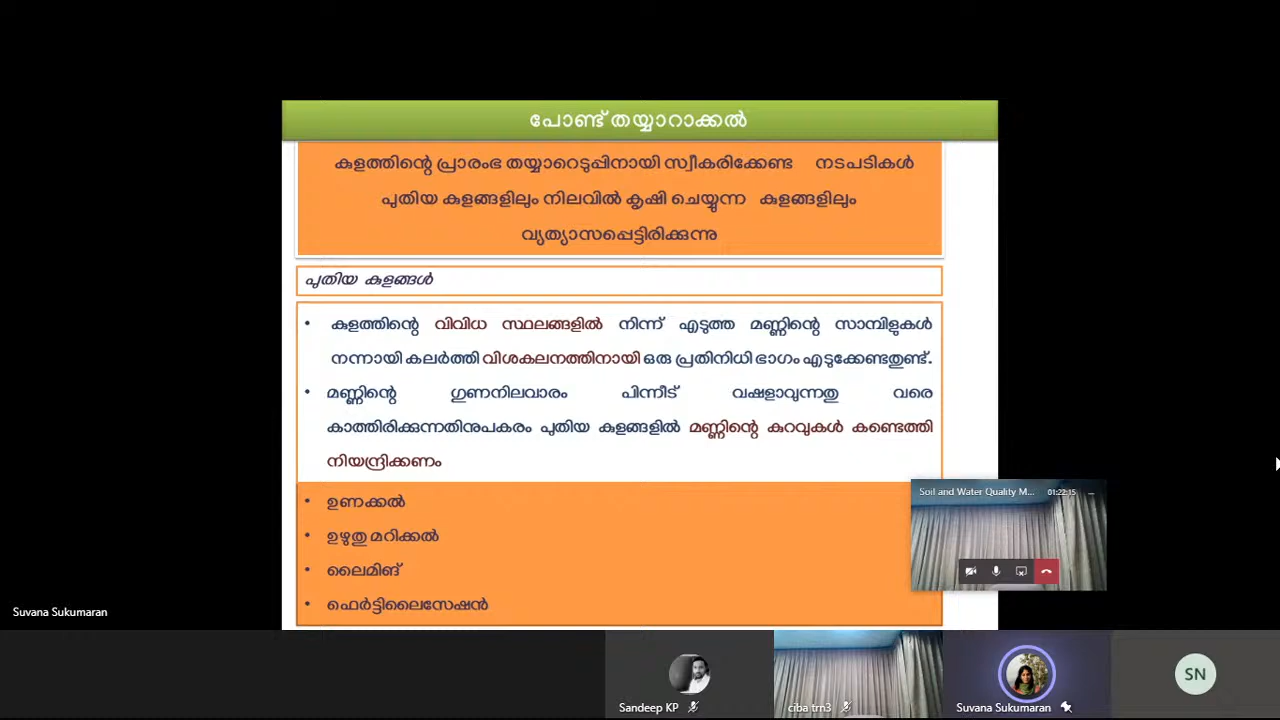 പോണ്ട് തയ്യാറാക്കൽ
കുളത്തിന്റെ പ്രാരംഭ തയ്യാറെടുപ്പിനായി സ്വീകരിക്കേണ്ട നടപടികൾ
പുതിയ കുളങ്ങളിലും നിലവിൽ കൃഷി ചെയ്യുന്ന കുളങ്ങളിലും
വ്യത്യാസപ്പെട്ടിരിക്കുന്നു
പുതിയ കുളങ്ങൾ
• കുളത്തിന്റെ വിവിധ സ്ഥലങ്ങളിൽ നിന്ന് എടുത്ത മണ്ണിന്റെ സാമ്പിളുകൾ
നന്നായി കലർത്തി വിശകലനത്തിനായി ഒരു പ്രതിനിധി ഭാഗം എടുക്കേണ്ടതുണ്ട്.
• മണ്ണിന്റെ ഗുണനിലവാരം പിന്നീട് വഷളാവുന്നതു വരെ
കാത്തിരിക്കുന്നതിനുപകരം പുതിയ കുളങ്ങളിൽ മണ്ണിന്റെ കുറവുകൾ കണ്ടെത്തി
നിയന്ദ്രിക്കണം
• ഉണക്കൽ
• ഉഴുതു മറിക്കൽ
• ലൈമിങ്
• ഫെർട്ടിലൈസേഷൻ
Soil and Water Quality M... 01:22:15
Suvana Sukumaran
Sandeep KP
ciba trn3
Suvana Sukumaran
SN